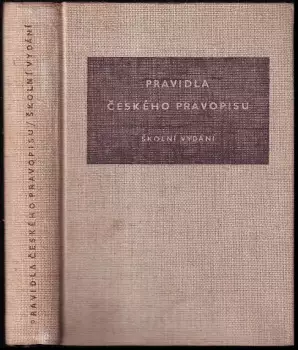 PRAVIDLA
ČESKÉHO PRAVOPISU
ŠKOLNÍ VYDÁNÍ
PRAVIDLA ČESKÉHO PRAVOPISU / ŠKOLNÍ VYDÁNÍ